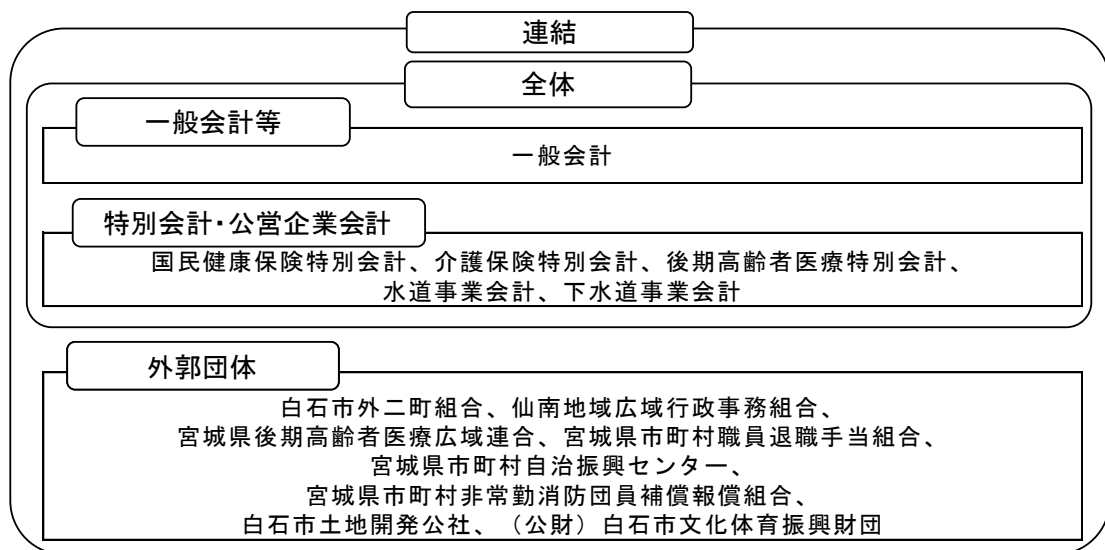 連結
全体
一般会計等
一般会計
特別会計・公営企業会計
国民健康保険特別会計、介護保険特別会計、後期高齢者医療特別会計、
水道事業会計、下水道事業会計
外郭団体
白石市外二町組合、仙南地域広域行政事務組合、
宮城県後期高齢者医療広域連合、宮城県市町村職員退職手当組合、
宮城県市町村自治振興センター、
宮城県市町村非常勤消防団員補償報償組合、
白石市土地開発公社、（公財）白石市文化体育振興財団